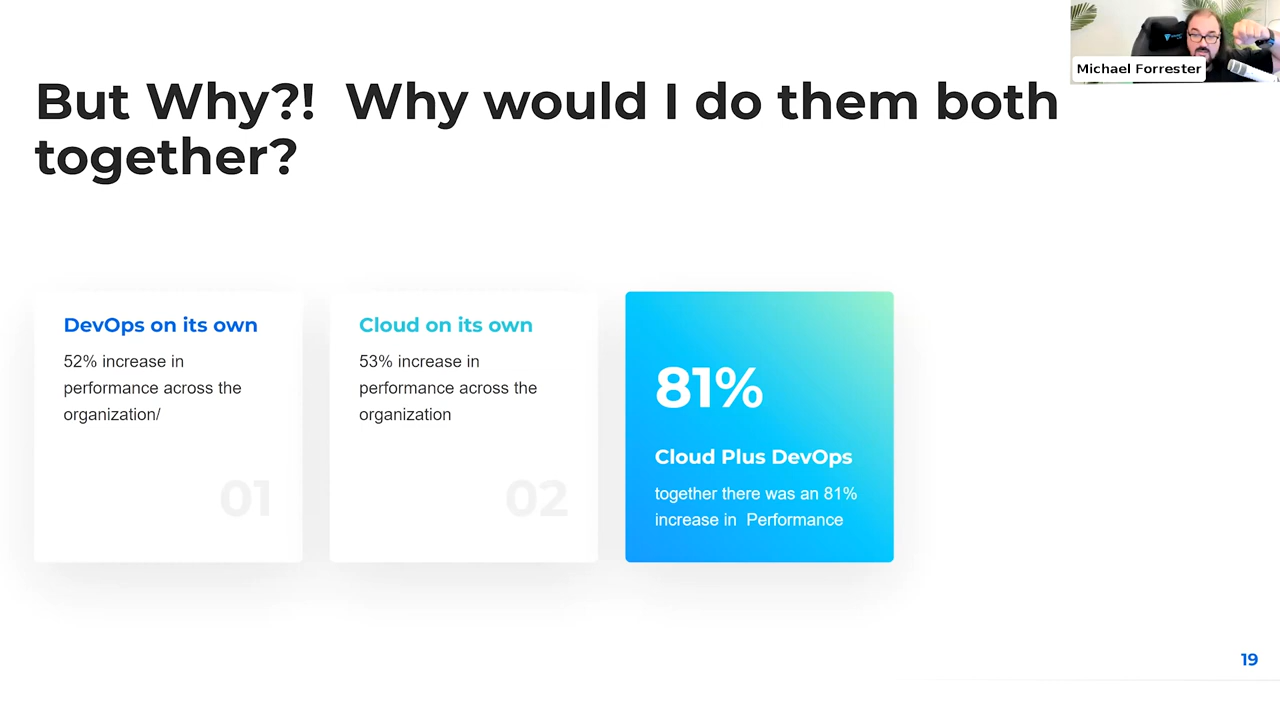 Michael Forrester
But Why?!  Why would I do them both
together?
DevOps on its own
52% increase in
performance across the
organization/
01
Cloud on its own
53% increase in
performance across the
organization
02
81%
Cloud Plus DevOps
together there was an 81%
increase in  Performance
19